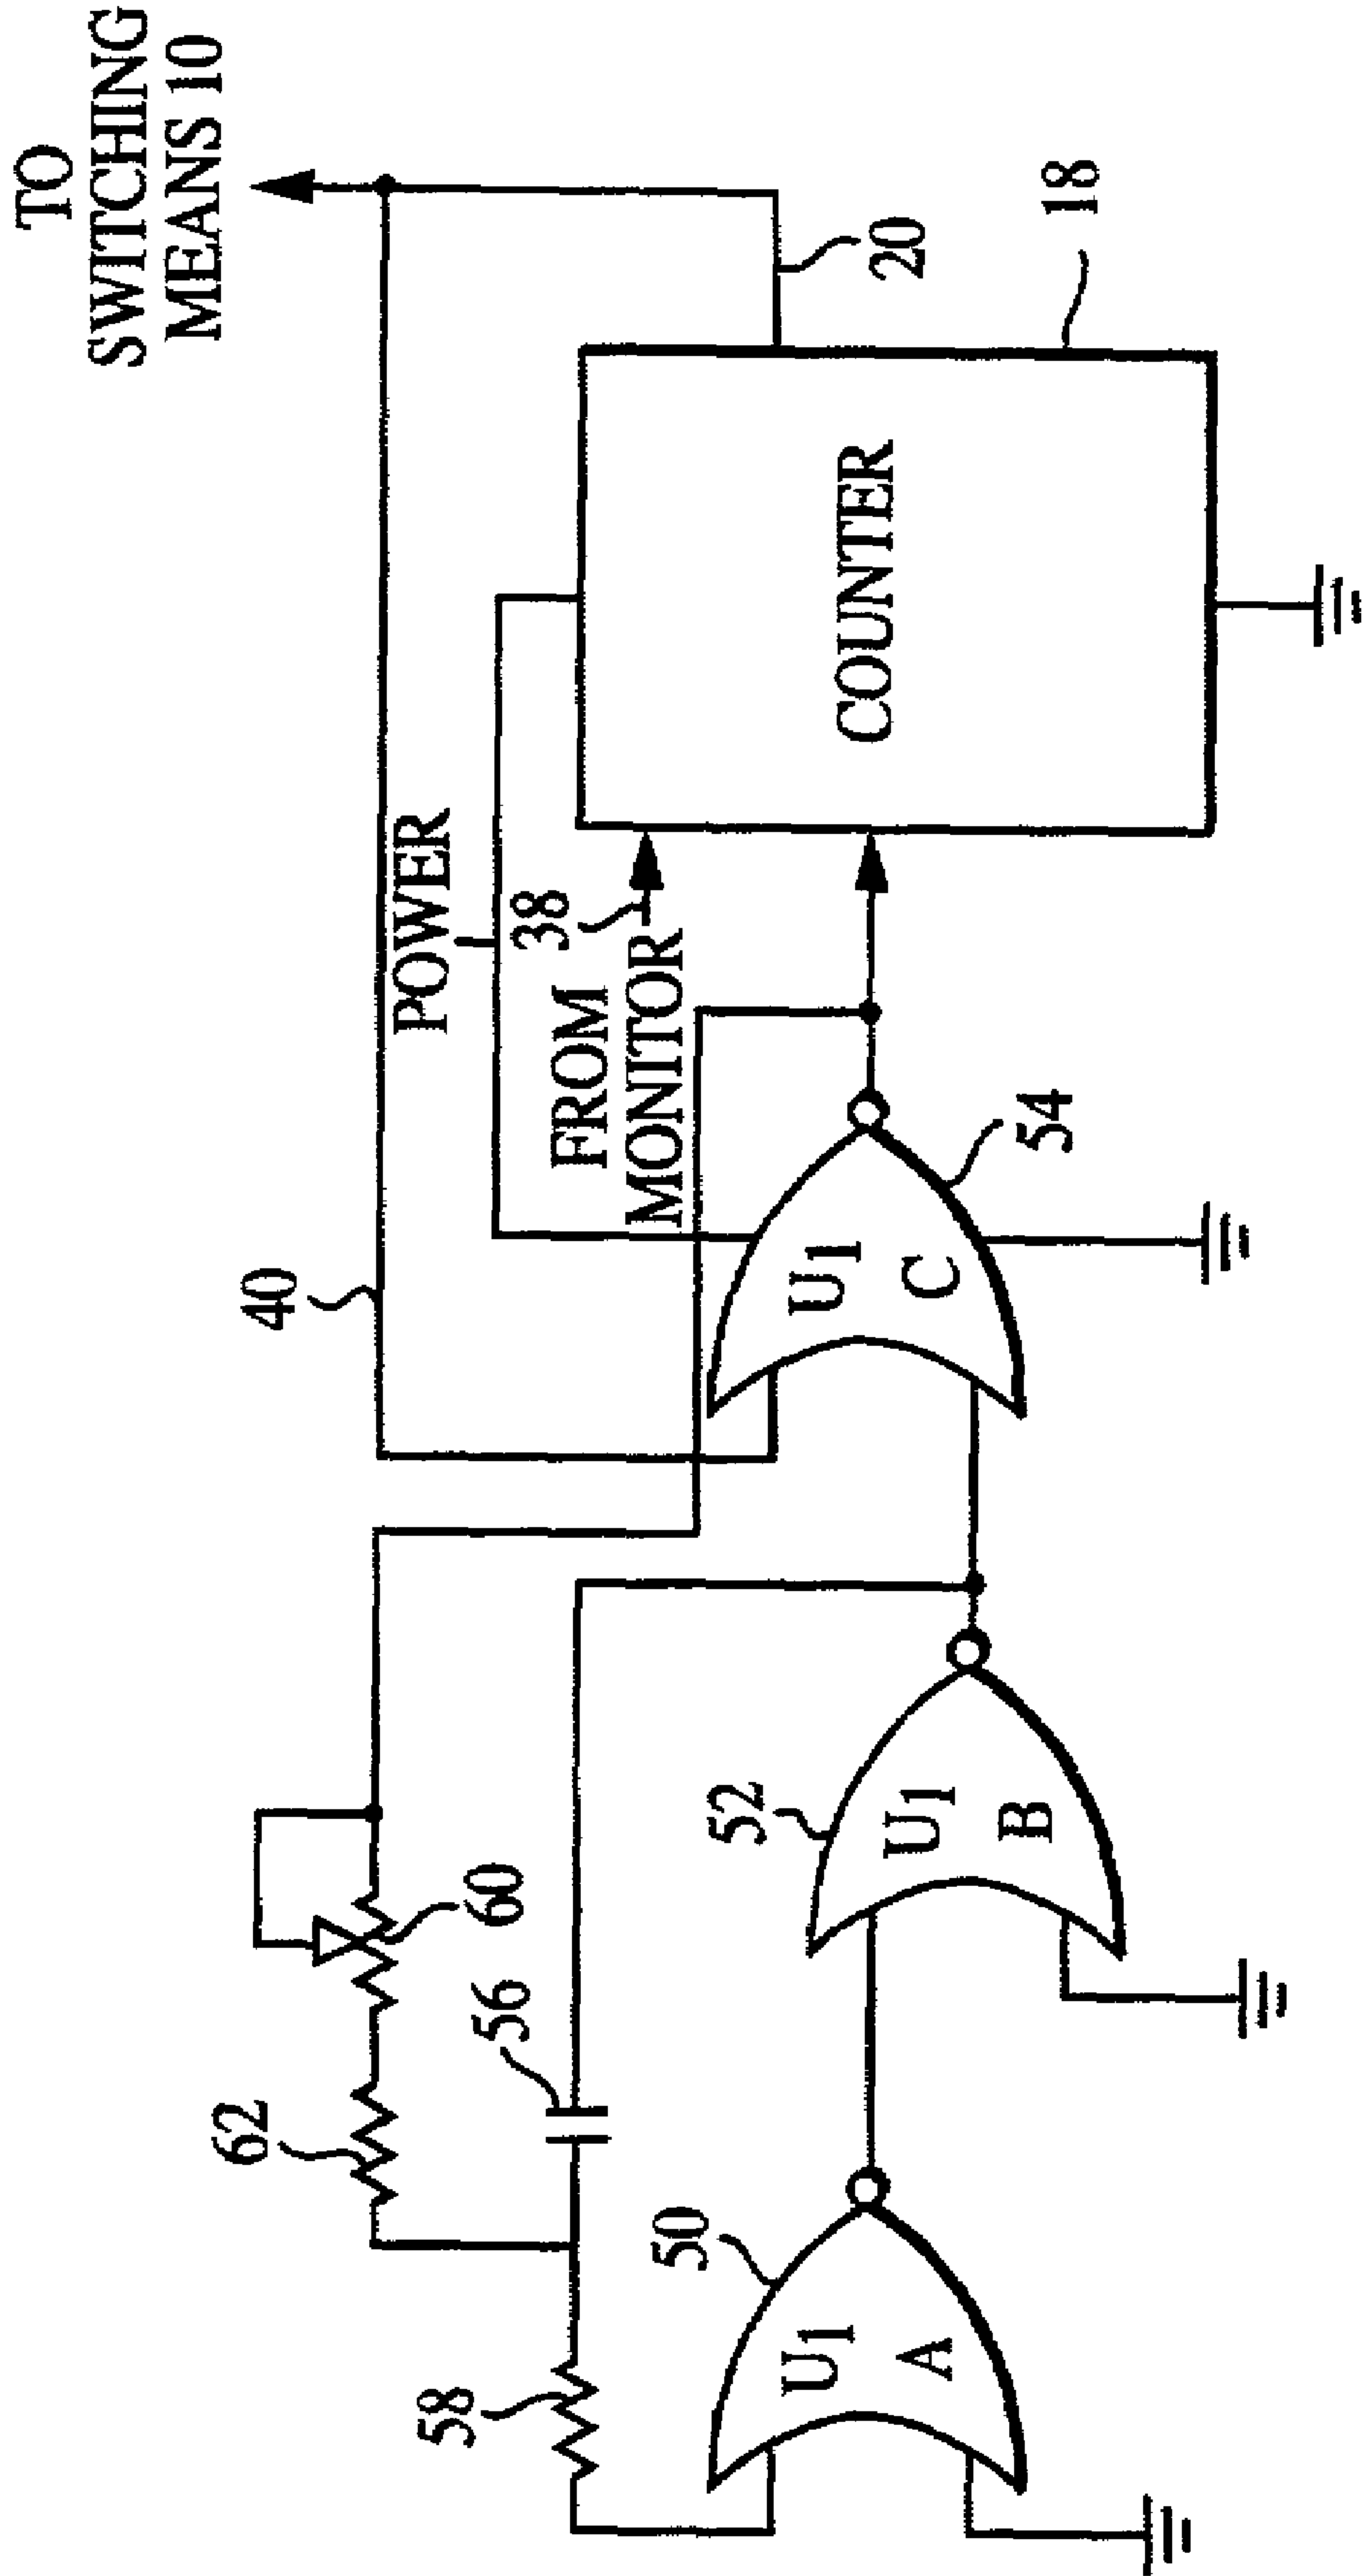 TO
SWITCHING
MEANS 10
40
POWER
38
FROM
MONITOR
20
COUNTER
18
62
60
56
58
50
U1
A
52
U1
B
U1
C
54